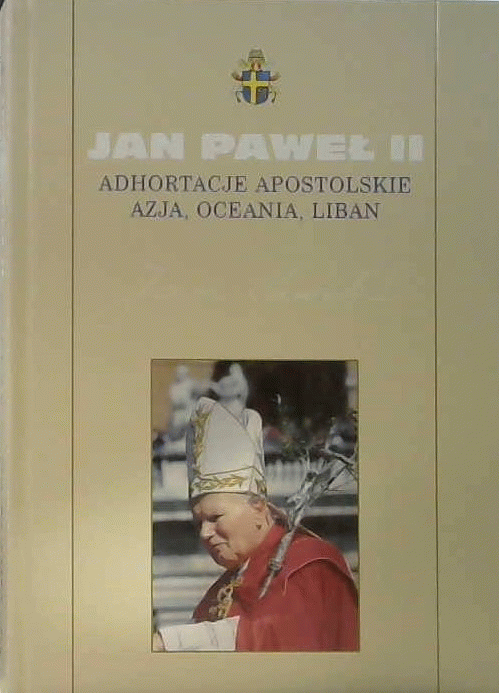 JAN PAWEŁ II
ADHORTACJE APOSTOLSKIE
AZJA, OCEANIA, LIBAN